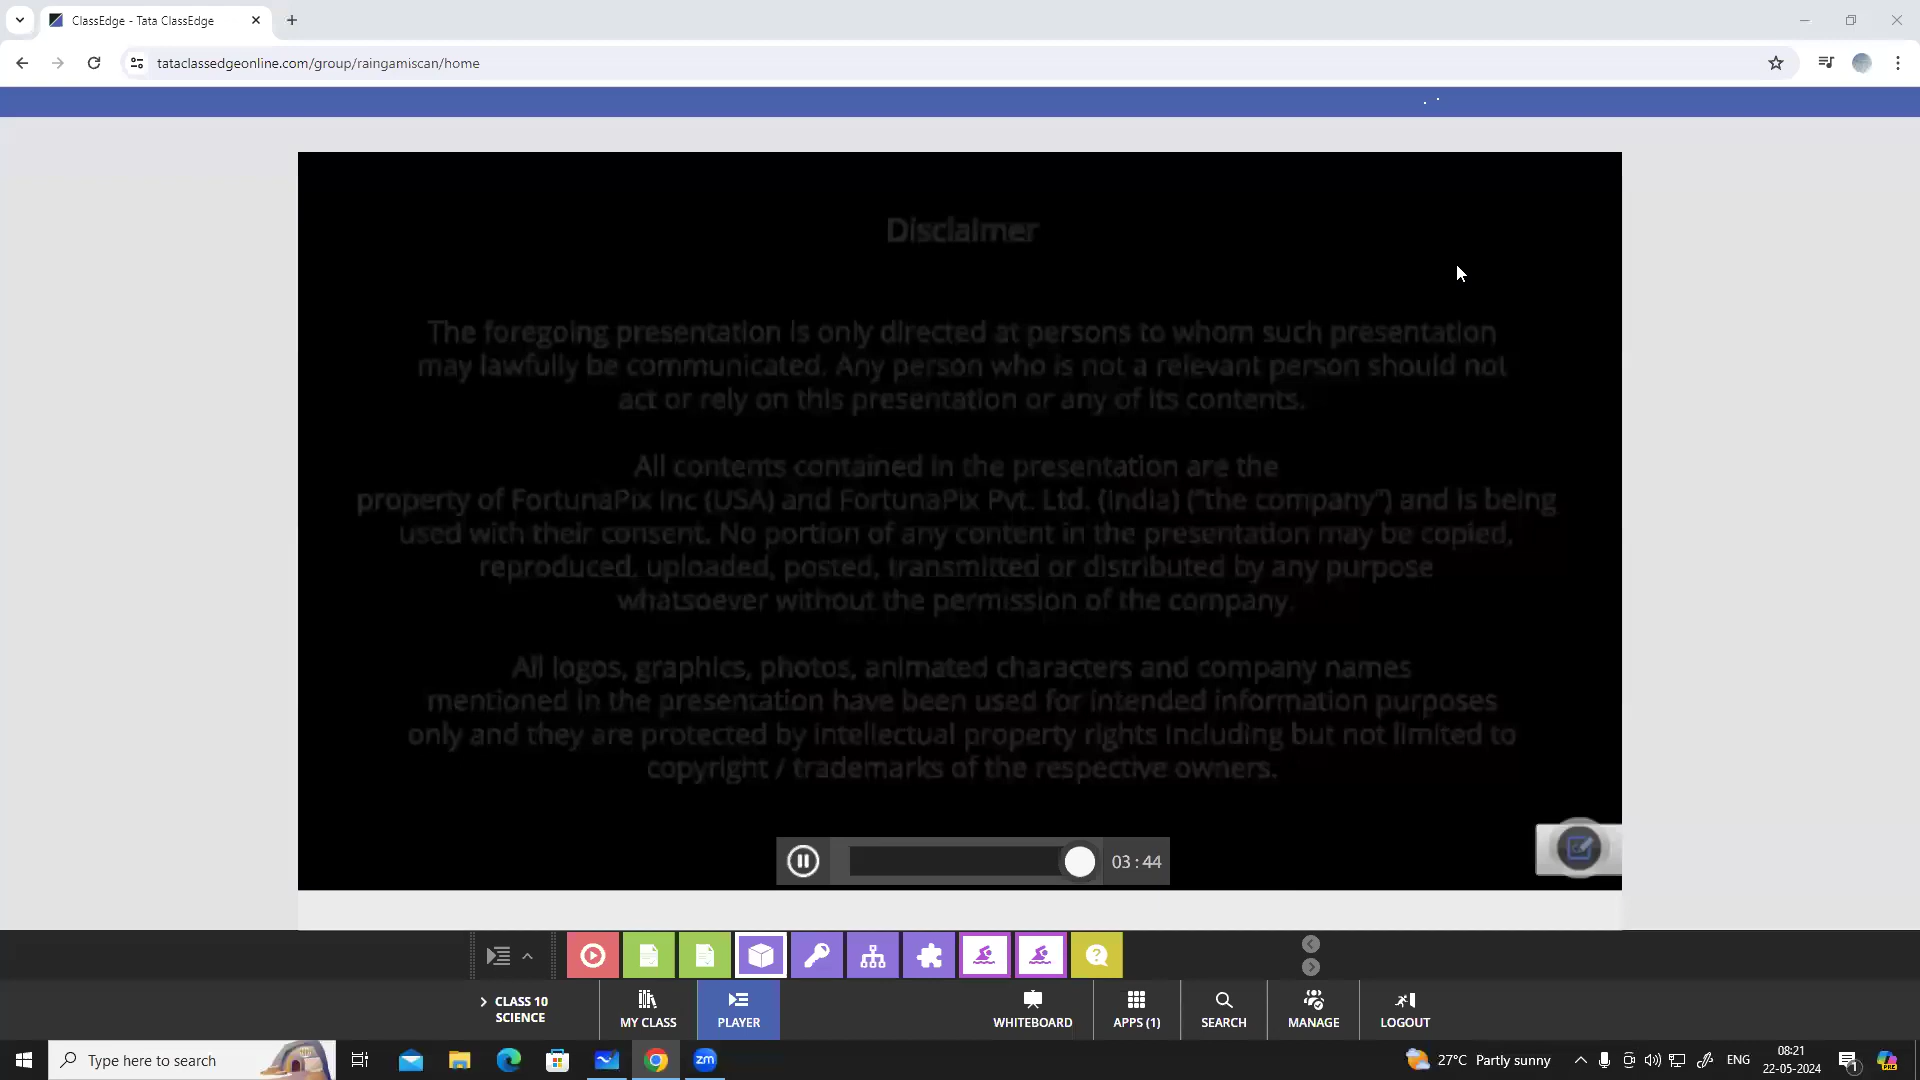 ClassEdge - Tata ClassEdge
tataclassedgeonline.com/group/raingamiscan/home
Disclaimer
The foregoing presentation is only directed at persons to whom such presentation
may lawfully be communicated. Any person who is not a relevant person should not
act or rely on this presentation or any of its contents.
All contents contained in the presentation are the
property of FortunaPix Inc (USA) and FortunaPix Pvt. Ltd. (India) ("the company") and is being
used with their consent. No portion of any content in the presentation may be copied,
reproduced, uploaded, posted, transmitted or distributed by any purpose
whatsoever without the permission of the company.
All logos, graphics, photos, animated characters and company names
mentioned in the presentation have been used for intended information purposes
only and they are protected by intellectual property rights including but not limited to
copyright / trademarks of the respective owners.
03 : 44
CLASS 10
SCIENCE
MY CLASS
PLAYER
WHITEBOARD
APPS (1)
SEARCH
MANAGE
LOGOUT
Type here to search
zm
27°C Partly sunny
ENG
08:21
22-05-2024
1
PRE